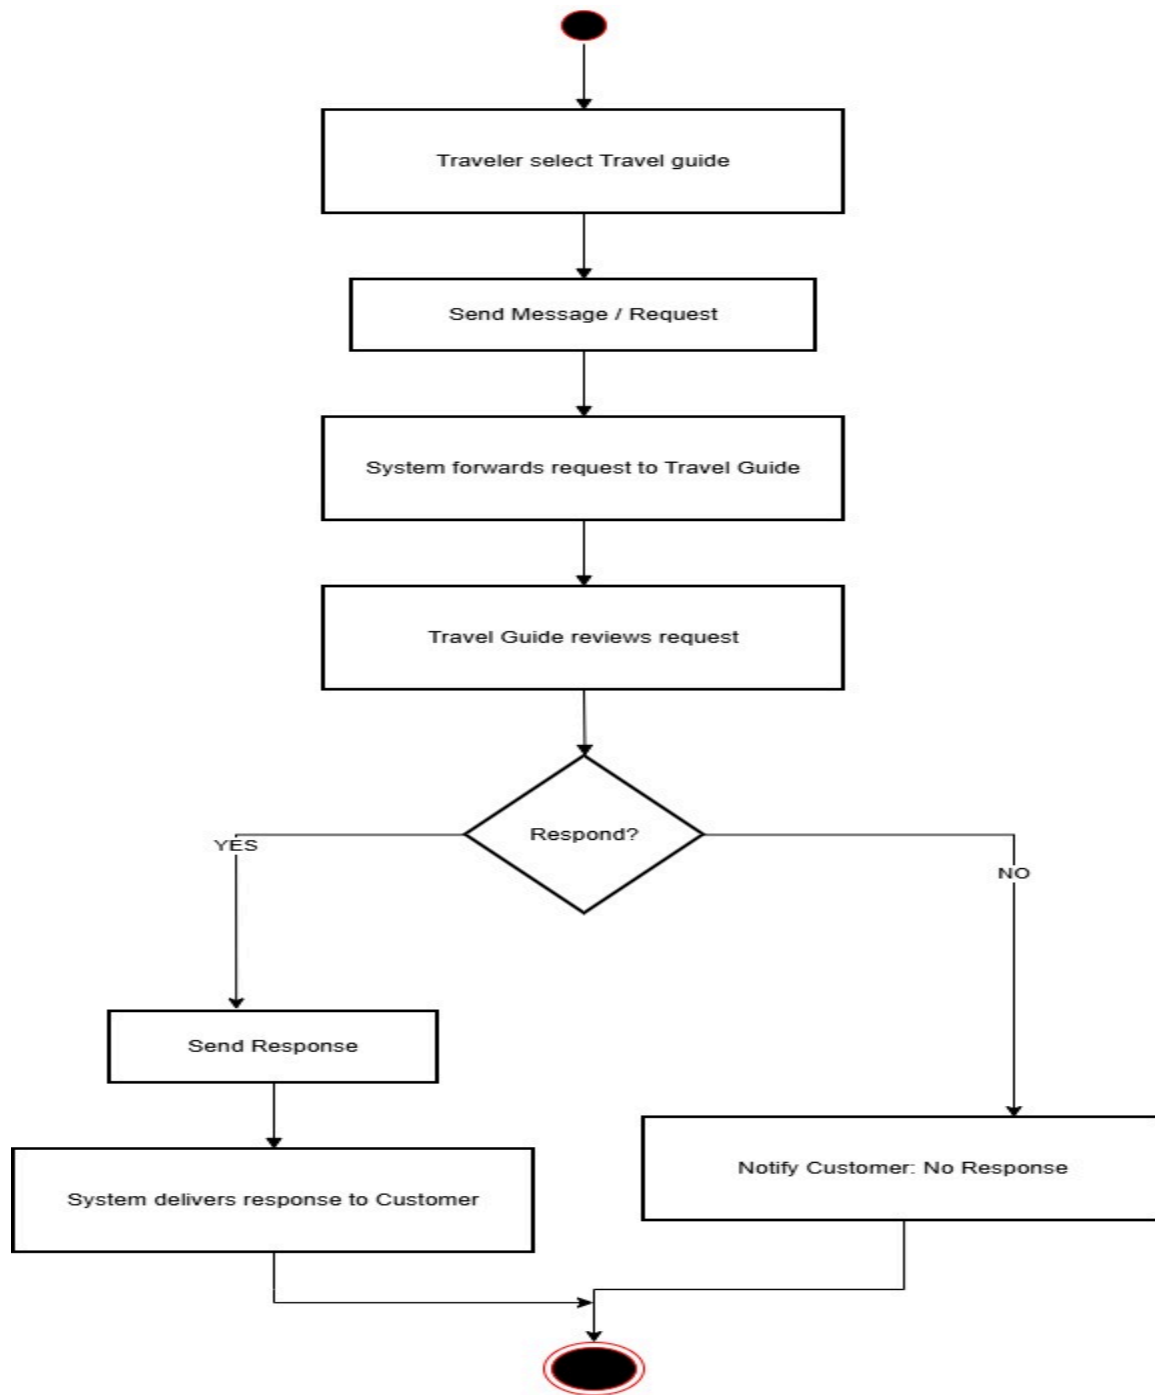 Traveler select Travel guide
Send Message / Request
System forwards request to Travel Guide
Travel Guide reviews request
Respond?
YES
NO
Send Response
System delivers response to Customer
Notify Customer: No Response